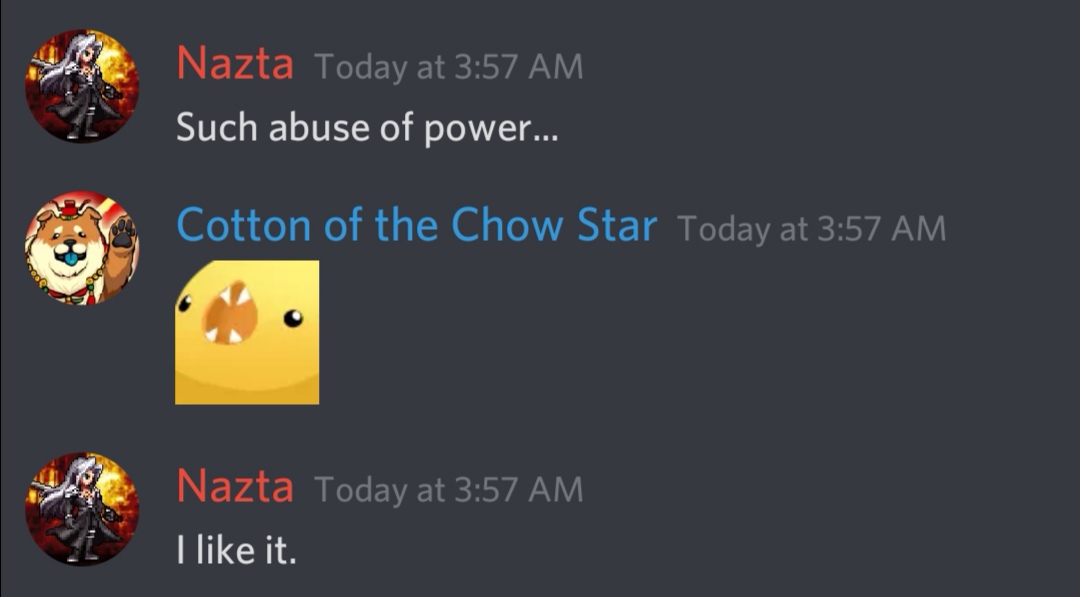 Nazta Today at 3:57 AM
Such abuse of power...
Cotton of the Chow Star Today at 3:57 AM
Nazta Today at 3:57 AM
I like it.